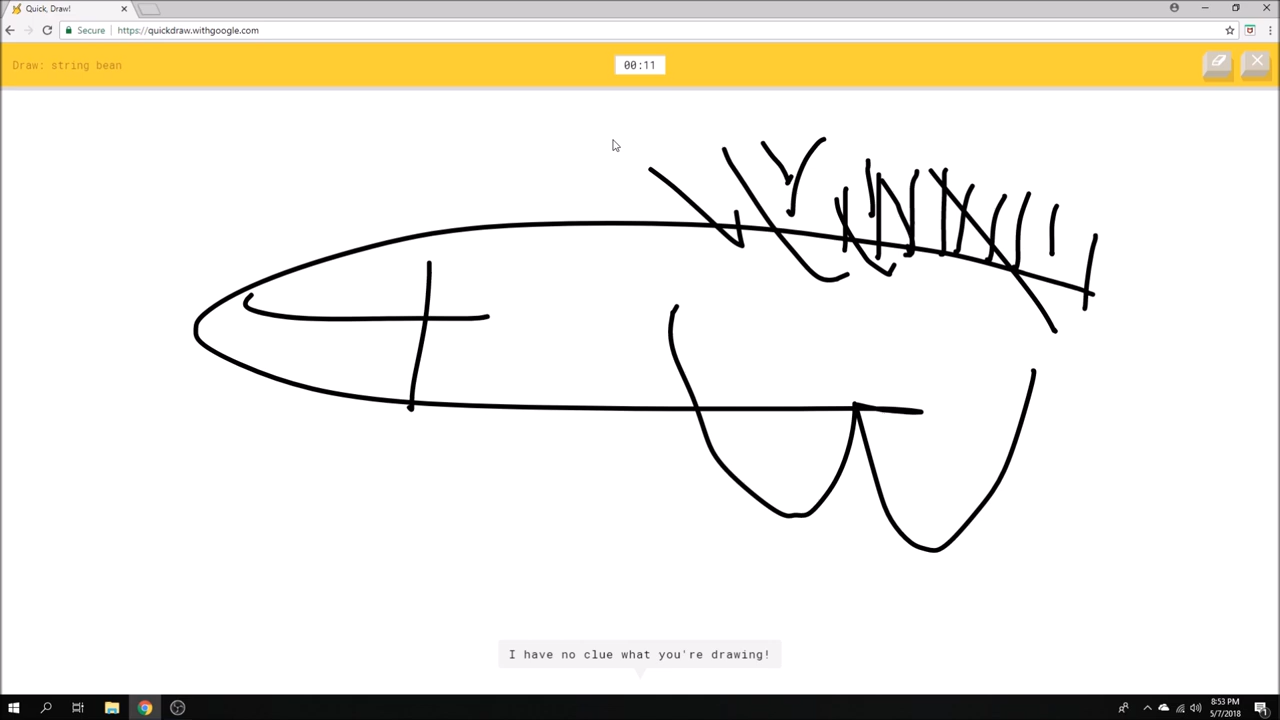 Quick, Draw!
Secure
https://quickdraw.withgoogle.com
Draw: string bean
00:11
I have no clue what you're drawing!
8:53 PM
5/7/2018
1